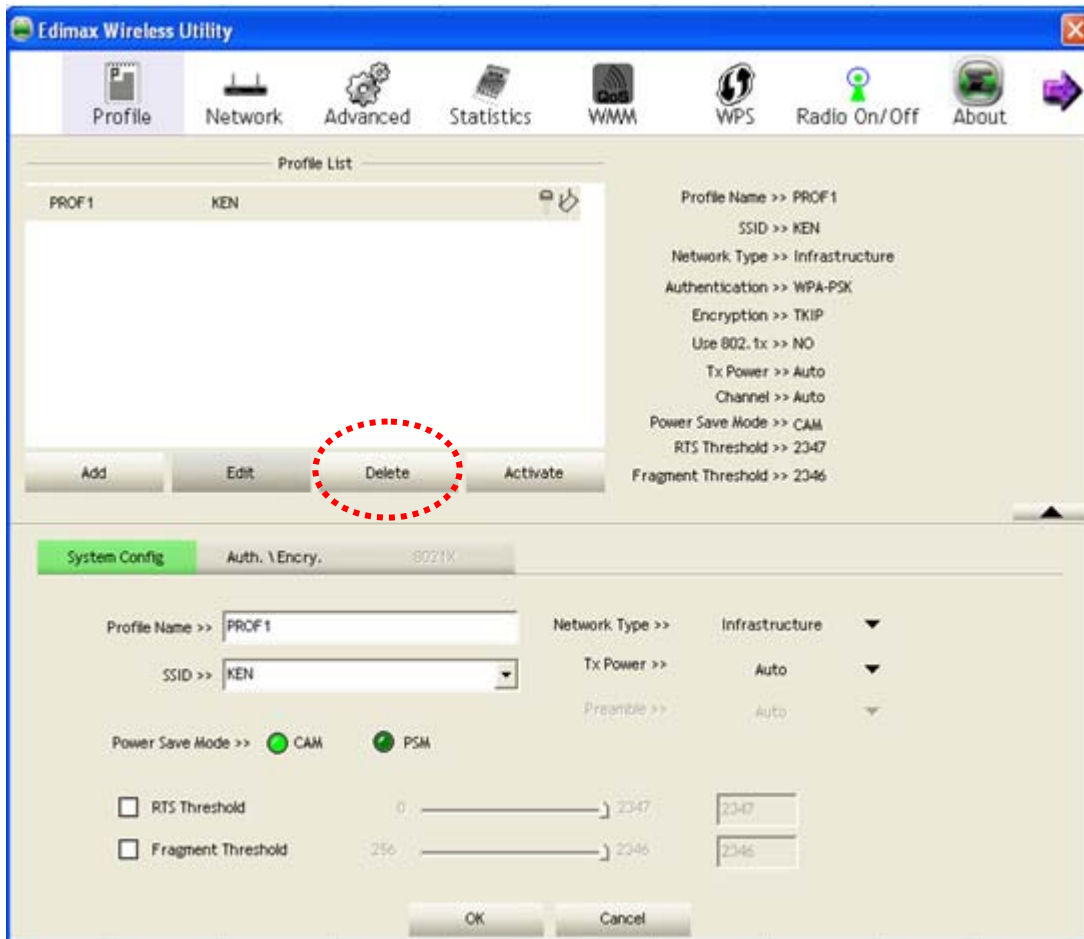 Edimax Wireless Utility
Profile Network Advanced Statistics QoS WMM WPS Radio On/Off About
Profile List
PROF1 KEN
Profile Name >> PROF1
SSID >> KEN
Network Type >> Infrastructure
Authentication >> WPA-PSK
Encryption >> TKIP
Use 802.1x >> NO
Tx Power >> Auto
Channel >> Auto
Power Save Mode >> CAM
RTS Threshold >> 2347
Fragment Threshold >> 2346
Add Edit Delete Activate
System Config Auth. \ Encry. 8021X
Profile Name >> PROF1 Network Type >> Infrastructure
SSID >> KEN Tx Power >> Auto
Preamble >> Auto
Power Save Mode >> CAM PSM
RTS Threshold 0 2347 2347
Fragment Threshold 256 2346 2346
OK Cancel